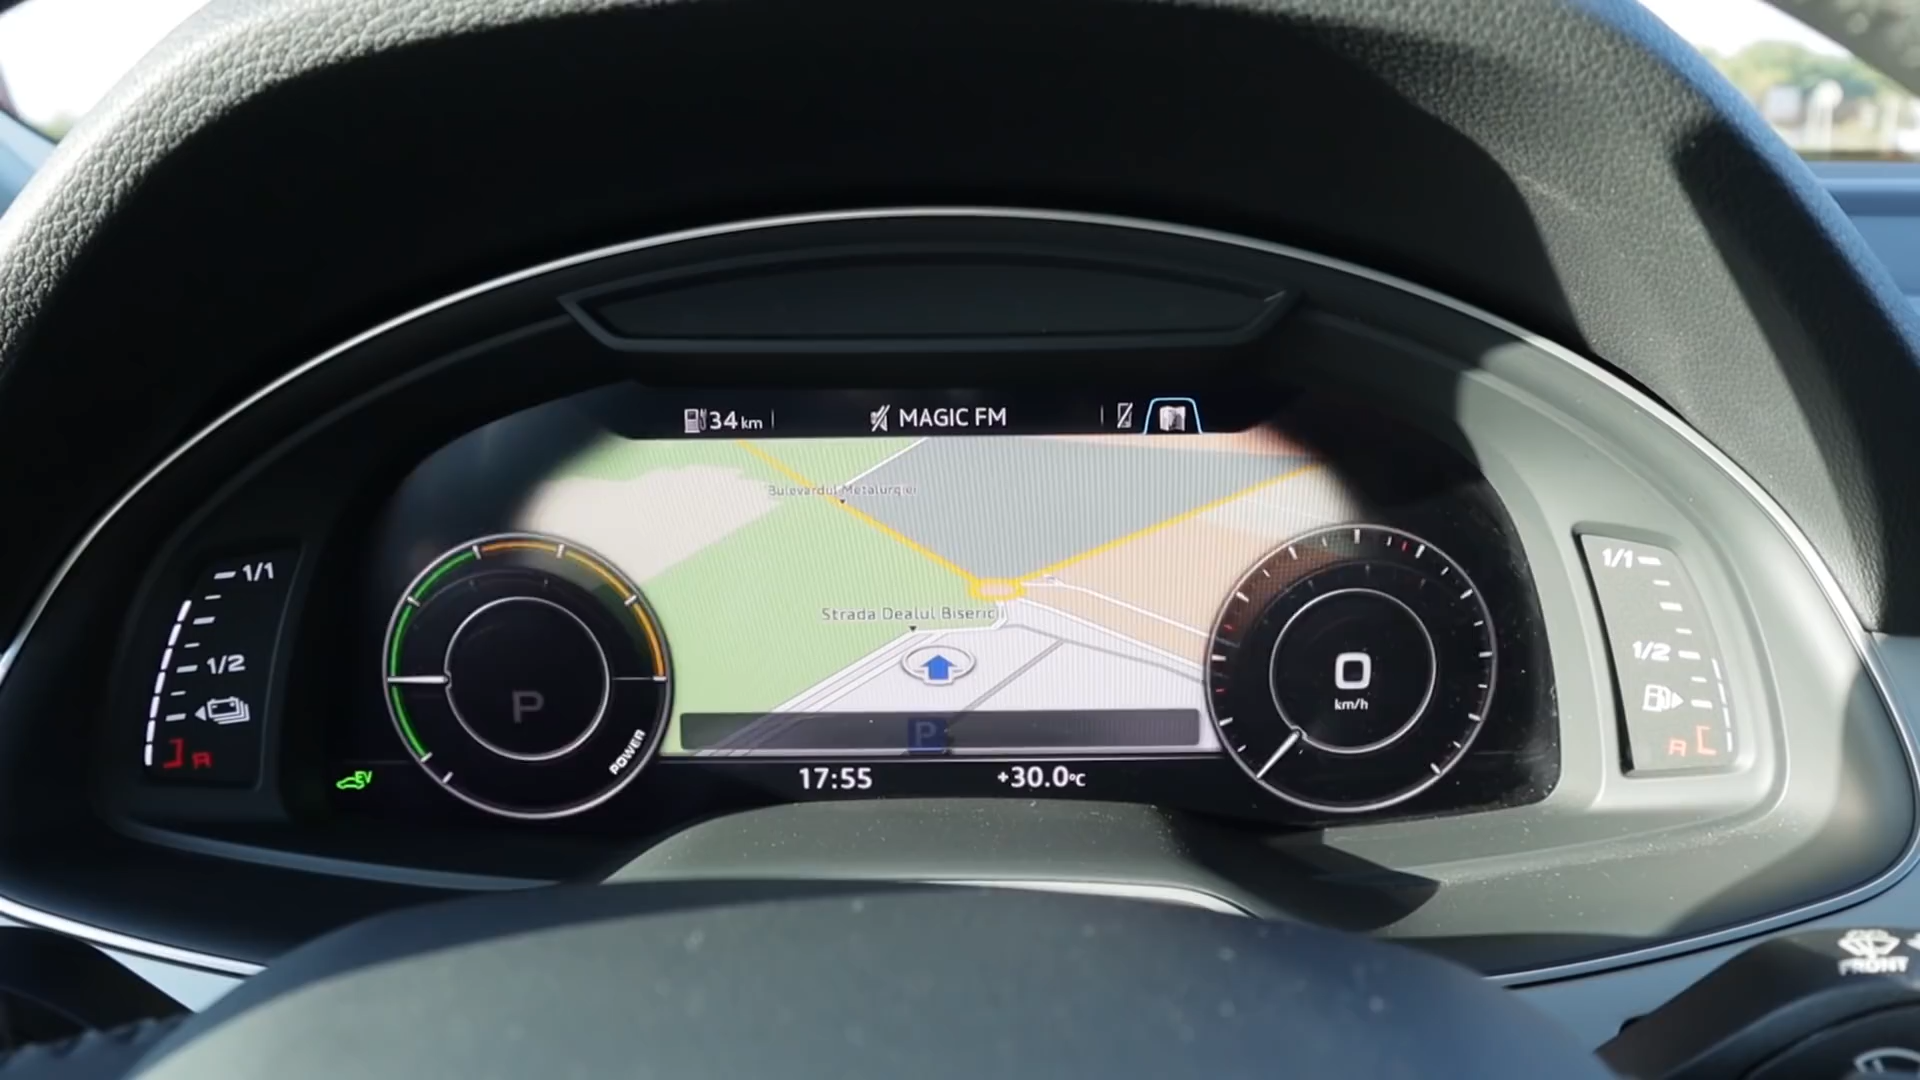 34 km
MAGIC FM
Bulevardul Metalurgiei
Strada Dealul Bisericii
1/1
1/2
R
P
POWER
EV
P
17:55
+30.0°C
0
km/h
1/1
1/2
R
FRONT